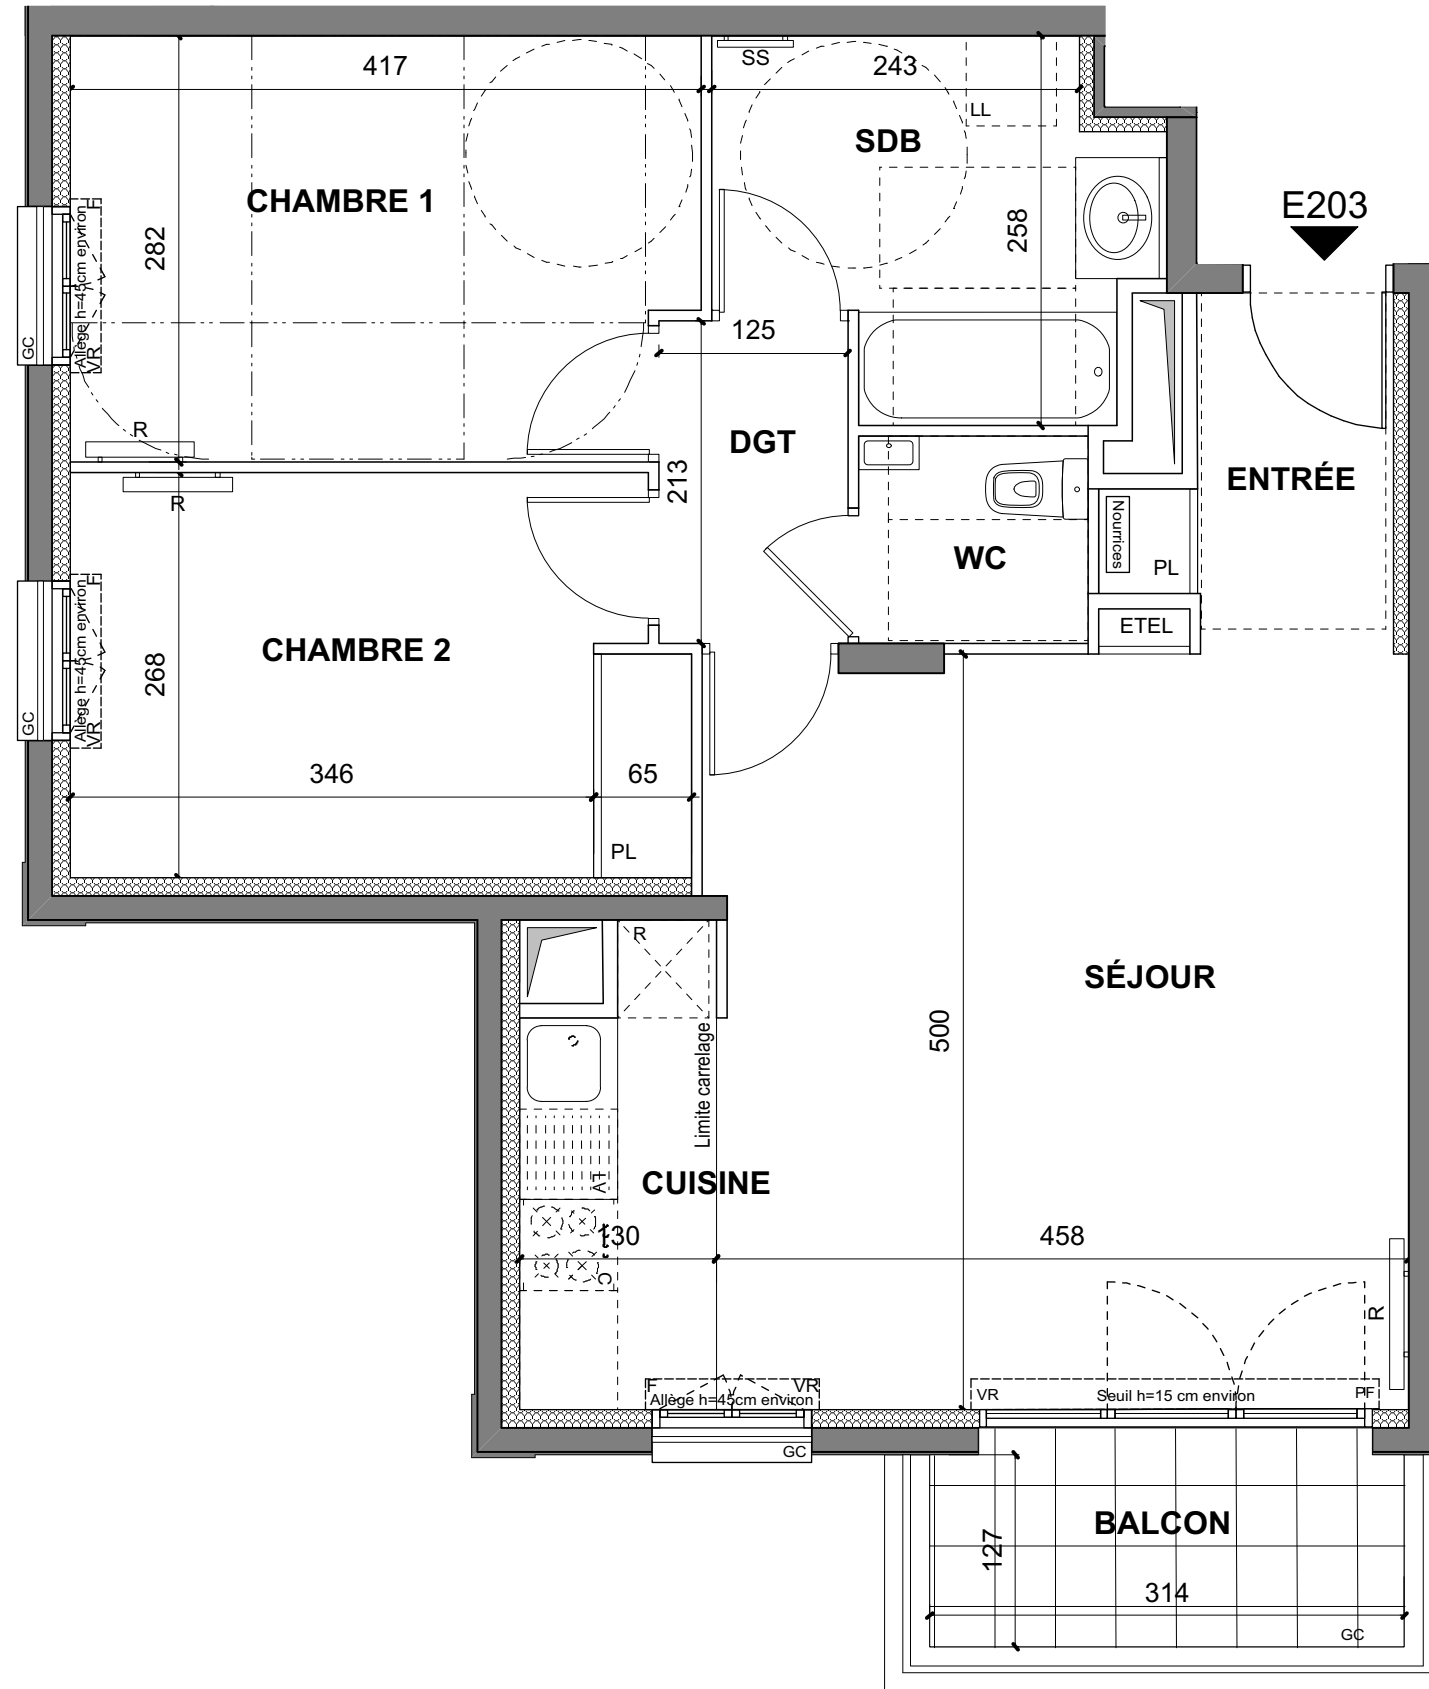 417
SS
243
LL
SDB
CHAMBRE 1
E203
282
258
F
Allège h=45cm environ
VR
GC
125
R
DGT
213
R
ENTRÉE
Nourrices
WC
PL
ETEL
F
Allège h=45cm environ
VR
GC
CHAMBRE 2
268
346
65
PL
R
SÉJOUR
500
Limite carrelage
LV
CUISINE
130
458
C
R
F
VR
Allège h=45cm environ
VR
Seuil h=15 cm environ
PF
GC
BALCON
127
314
GC